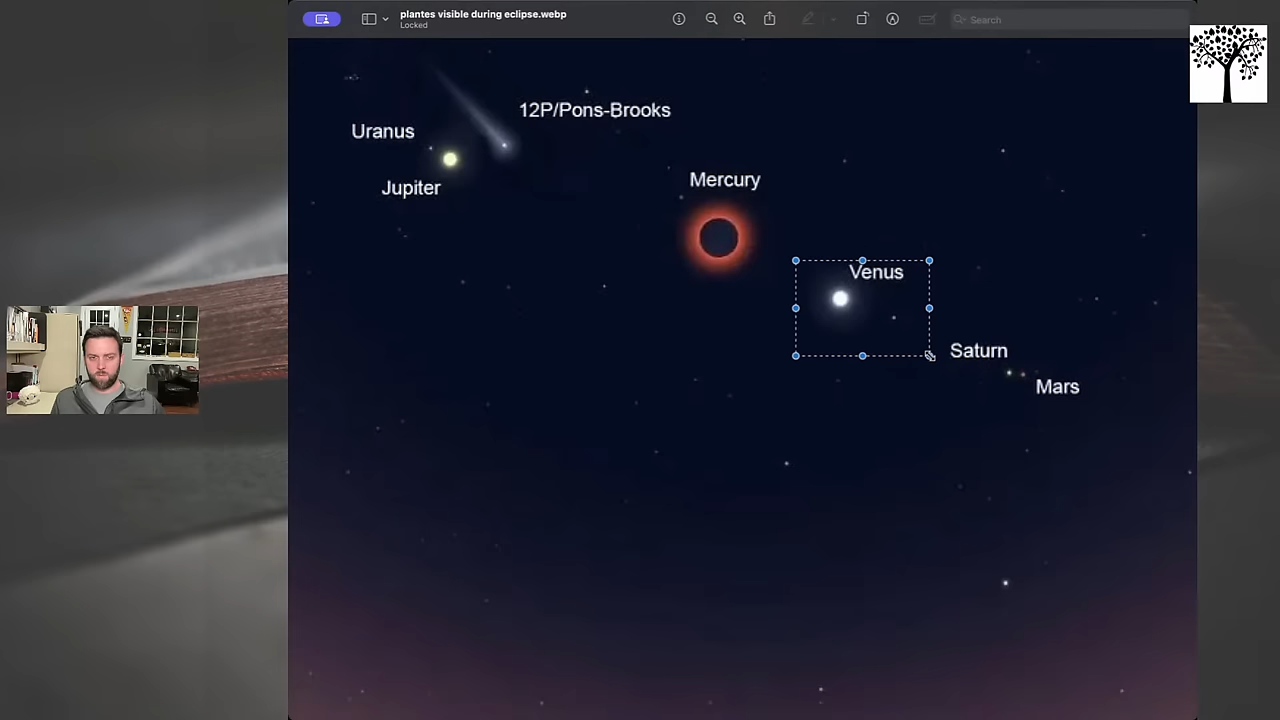 plantes visible during eclipse.webp
Locked
Search
12P/Pons-Brooks
Uranus
Jupiter
Mercury
Venus
Saturn
Mars